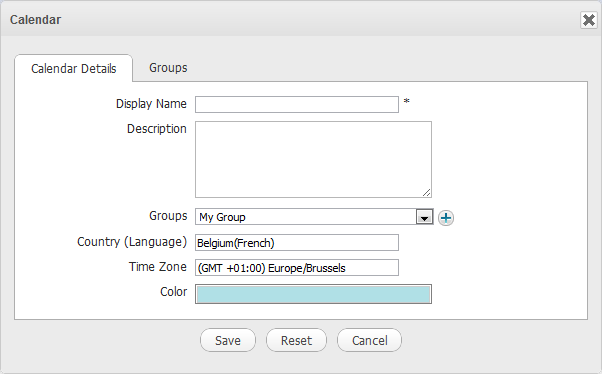 Calendar
Calendar Details Groups
Display Name *
Description
Groups My Group
Country (Language) Belgium(French)
Time Zone (GMT +01:00) Europe/Brussels
Color
Save Reset Cancel